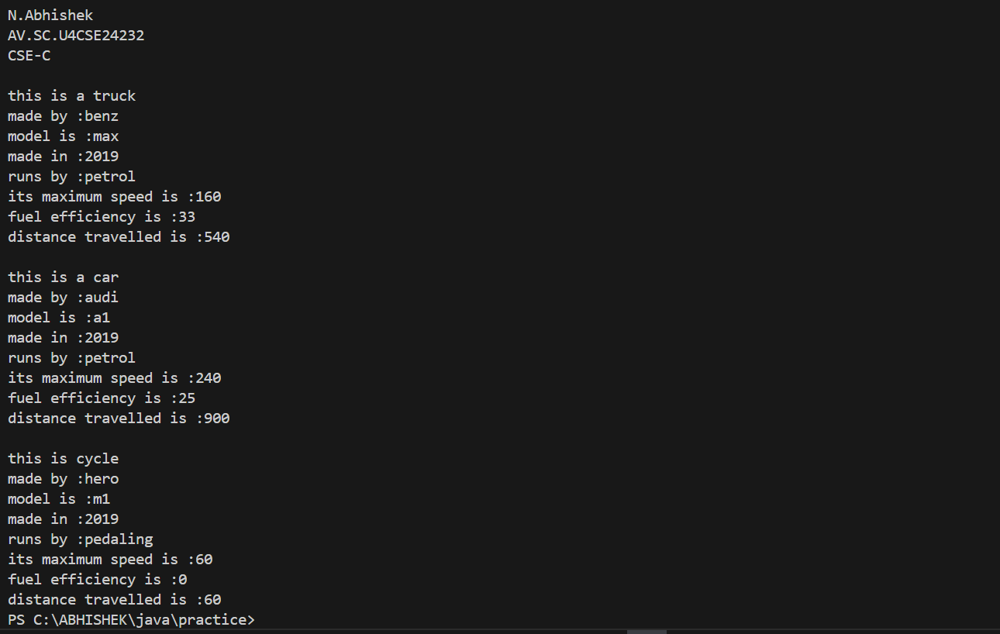 N.Abhishek
AV.SC.U4CSE24232
CSE-C
this is a truck
made by :benz
model is :max
made in :2019
runs by :petrol
its maximum speed is :160
fuel efficiency is :33
distance travelled is :540
this is a car
made by :audi
model is :a1
made in :2019
runs by :petrol
its maximum speed is :240
fuel efficiency is :25
distance travelled is :900
this is cycle
made by :hero
model is :m1
made in :2019
runs by :pedaling
its maximum speed is :60
fuel efficiency is :0
distance travelled is :60
PS C:\ABHISHEK\java\practice>